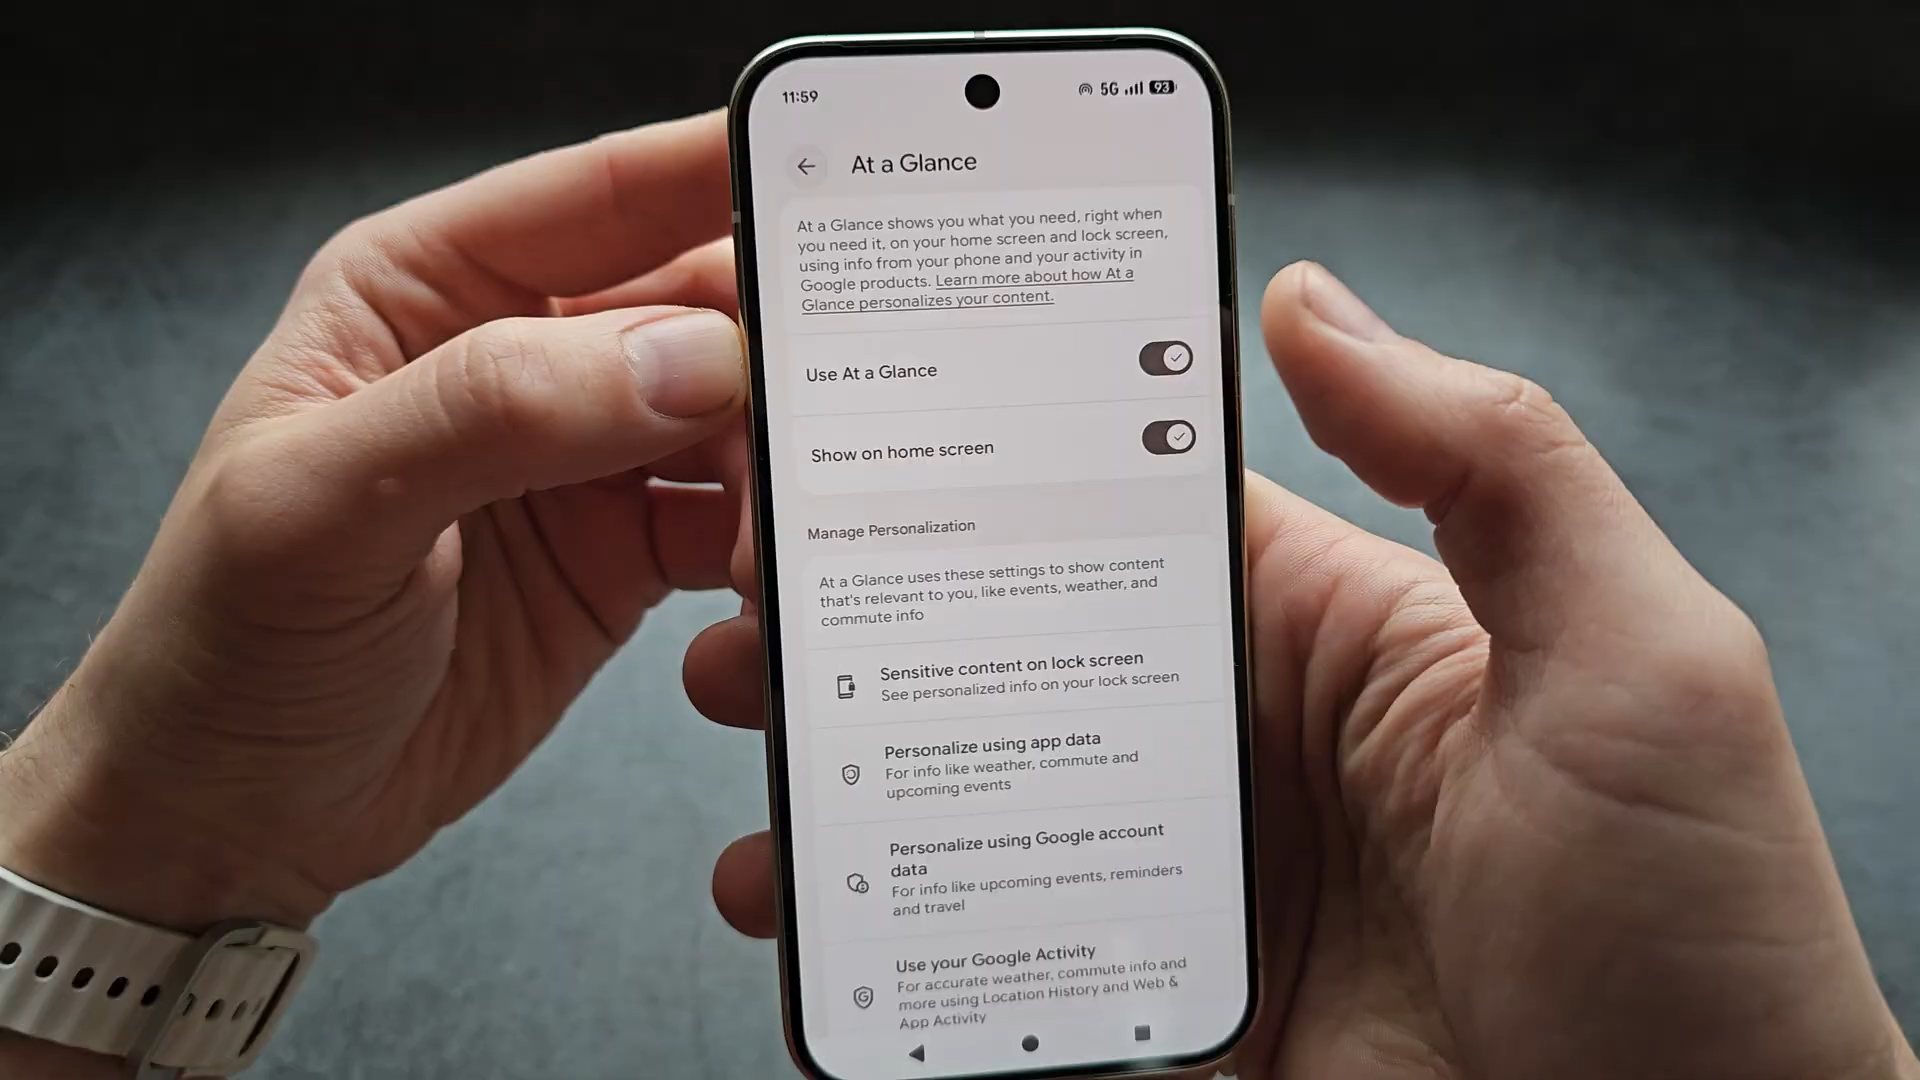 11:59
5G 93
At a Glance
At a Glance shows you what you need, right when
you need it, on your home screen and lock screen,
using info from your phone and your activity in
Google products. Learn more about how At a
Glance personalizes your content.
Use At a Glance
Show on home screen
Manage Personalization
At a Glance uses these settings to show content
that's relevant to you, like events, weather, and
commute info
Sensitive content on lock screen
See personalized info on your lock screen
Personalize using app data
For info like weather, commute and
upcoming events
Personalize using Google account
data
For info like upcoming events, reminders
and travel
Use your Google Activity
For accurate weather, commute info and
more using Location History and Web &
App Activity